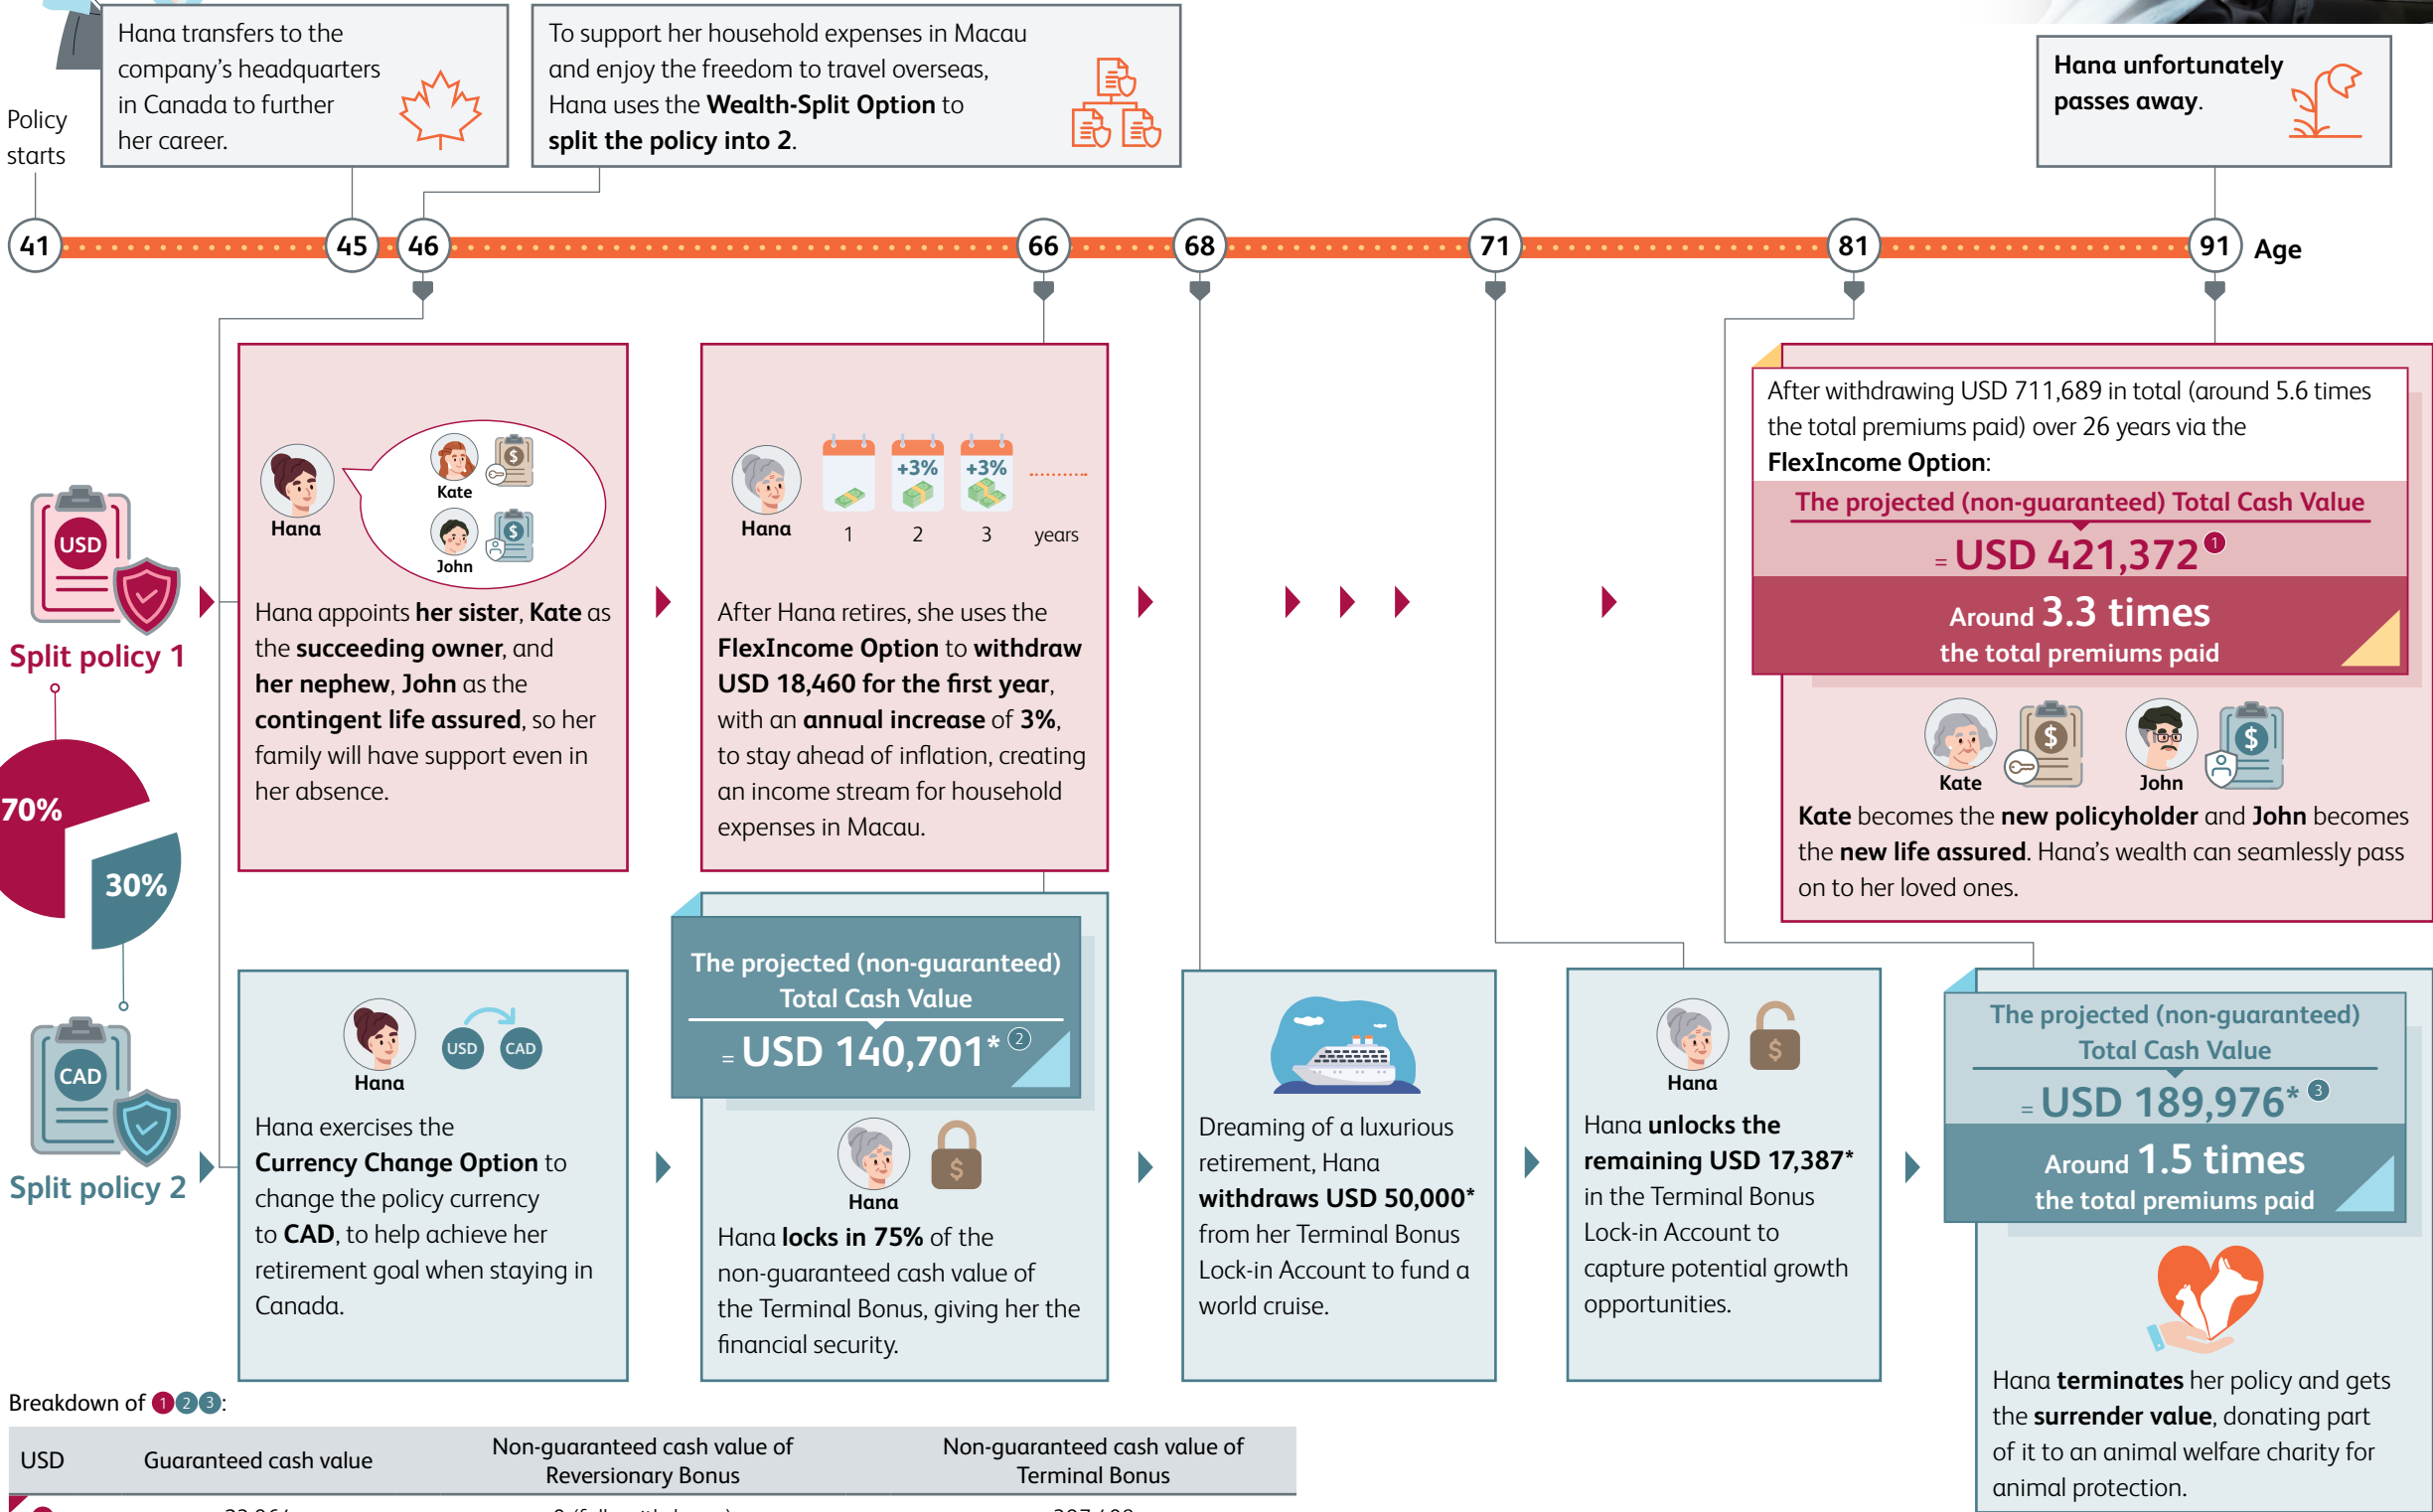 Hana transfers to the
company's headquarters
in Canada to further
her career.
To support her household expenses in Macau
and enjoy the freedom to travel overseas,
Hana uses the Wealth-Split Option to
split the policy into 2.
Hana unfortunately
passes away.
Policy
starts
41
45
46
66
68
71
81
91
Age
USD
Split policy 1
70%
30%
CAD
Split policy 2
Hana
Kate
John
Hana appoints her sister, Kate as
the succeeding owner, and
her nephew, John as the
contingent life assured, so her
family will have support even in
her absence.
Hana
+3%
+3%
1
2
3
years
After Hana retires, she uses the
FlexIncome Option to withdraw
USD 18,460 for the first year,
with an annual increase of 3%,
to stay ahead of inflation, creating
an income stream for household
expenses in Macau.
After withdrawing USD 711,689 in total (around 5.6 times
the total premiums paid) over 26 years via the
FlexIncome Option:
The projected (non-guaranteed) Total Cash Value
= USD 421,372 1
Around 3.3 times
the total premiums paid
Kate
John
Kate becomes the new policyholder and John becomes
the new life assured. Hana's wealth can seamlessly pass
on to her loved ones.
Hana
USD
CAD
Hana exercises the
Currency Change Option to
change the policy currency
to CAD, to help achieve her
retirement goal when staying in
Canada.
The projected (non-guaranteed)
Total Cash Value
= USD 140,701* 2
Hana
Hana locks in 75% of the
non-guaranteed cash value of
the Terminal Bonus, giving her the
financial security.
Dreaming of a luxurious
retirement, Hana
withdraws USD 50,000*
from her Terminal Bonus
Lock-in Account to fund a
world cruise.
Hana
Hana unlocks the
remaining USD 17,387*
in the Terminal Bonus
Lock-in Account to
capture potential growth
opportunities.
The projected (non-guaranteed)
Total Cash Value
= USD 189,976* 3
Around 1.5 times
the total premiums paid
Hana terminates her policy and gets
the surrender value, donating part
of it to an animal welfare charity for
animal protection.
Breakdown of 1 2 3:
USD
Guaranteed cash value
Non-guaranteed cash value of
Reversionary Bonus
Non-guaranteed cash value of
Terminal Bonus